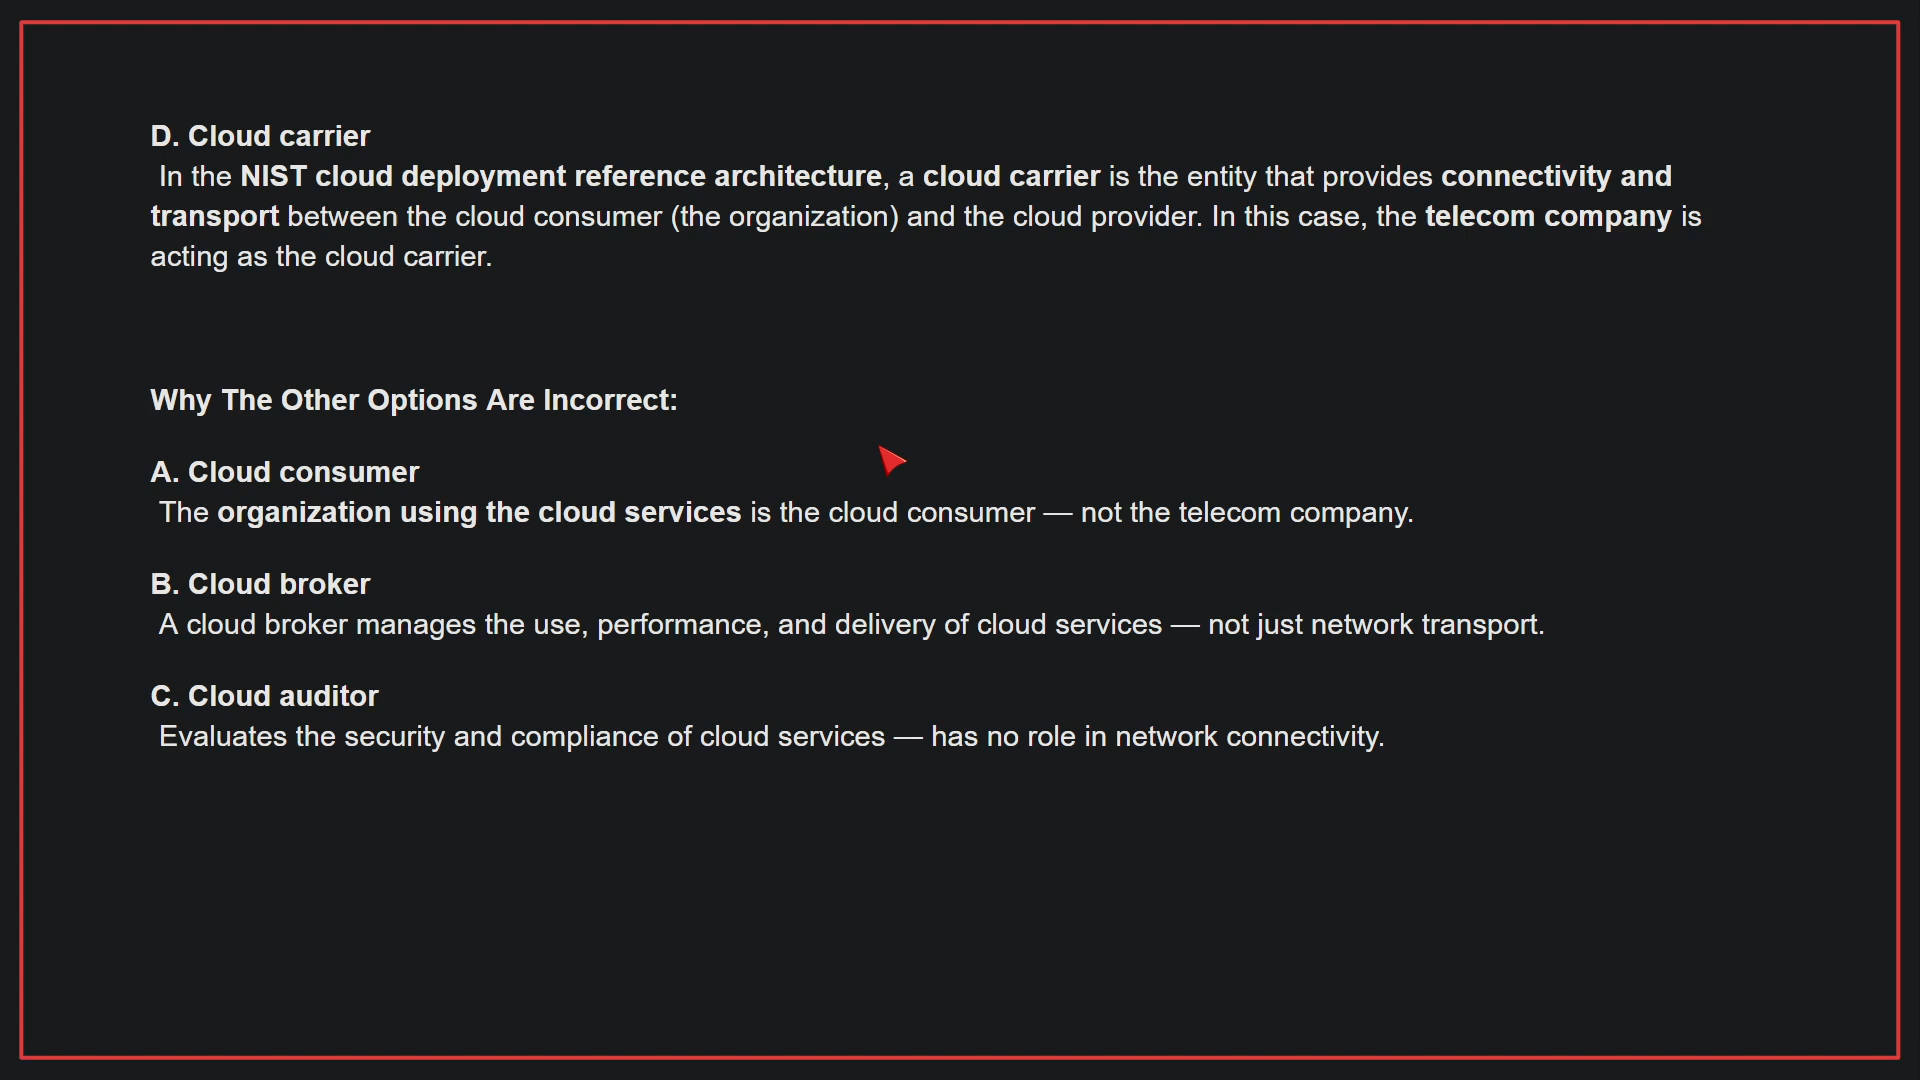 D. Cloud carrier
In the NIST cloud deployment reference architecture, a cloud carrier is the entity that provides connectivity and
transport between the cloud consumer (the organization) and the cloud provider. In this case, the telecom company is
acting as the cloud carrier.
Why The Other Options Are Incorrect:
A. Cloud consumer
The organization using the cloud services is the cloud consumer — not the telecom company.
B. Cloud broker
A cloud broker manages the use, performance, and delivery of cloud services — not just network transport.
C. Cloud auditor
Evaluates the security and compliance of cloud services — has no role in network connectivity.